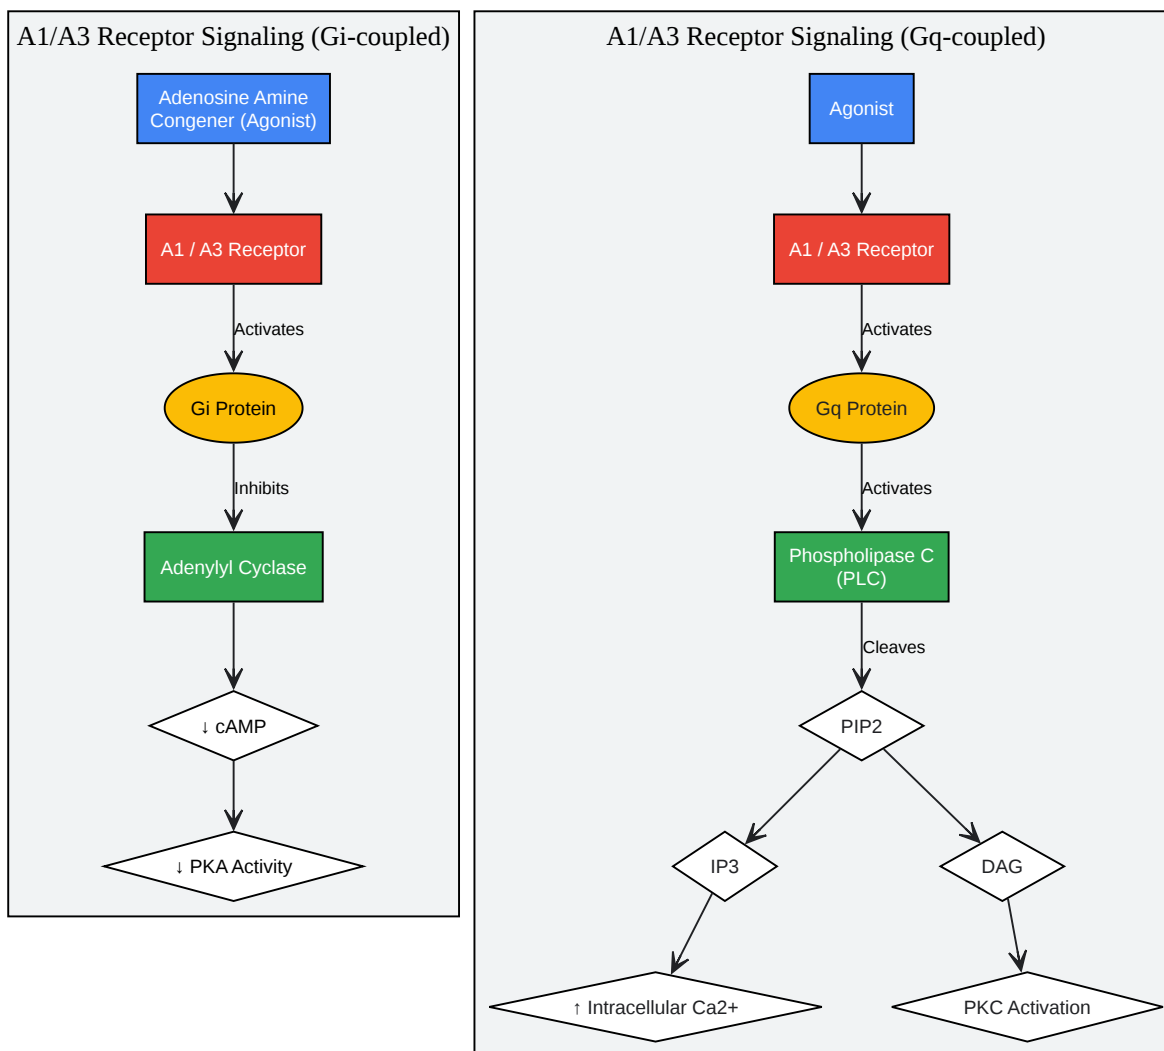 A1/A3 Receptor Signaling (Gi-coupled)
Adenosine Amine
Congener (Agonist)
A1 / A3 Receptor
Activates
Gi Protein
Inhibits
Adenylyl Cyclase
↓ cAMP
↓ PKA Activity
A1/A3 Receptor Signaling (Gq-coupled)
Agonist
A1 / A3 Receptor
Activates
Gq Protein
Activates
Phospholipase C
(PLC)
Cleaves
PIP2
IP3
DAG
↑ Intracellular Ca2+
PKC Activation